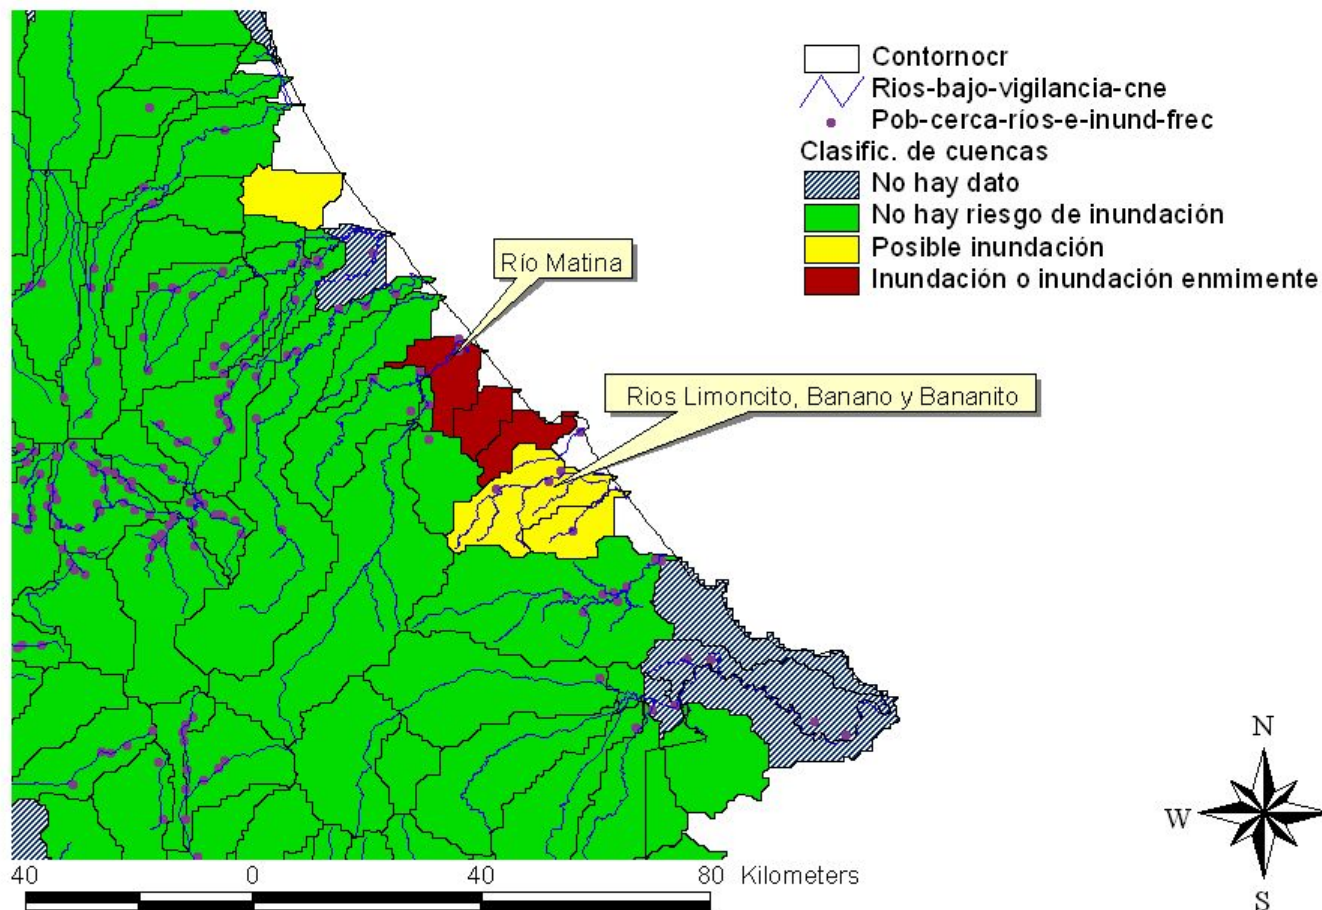 Contornocr
Rios-bajo-vigilancia-cne
Pob-cerca-ríos-e-inund-frec
Clasific. de cuencas
No hay dato
No hay riesgo de inundación
Posible inundación
Inundación o inundación enmimente
Río Matina
Rios Limoncito, Banano y Bananito
N
W
S
40 0 40 80 Kilometers